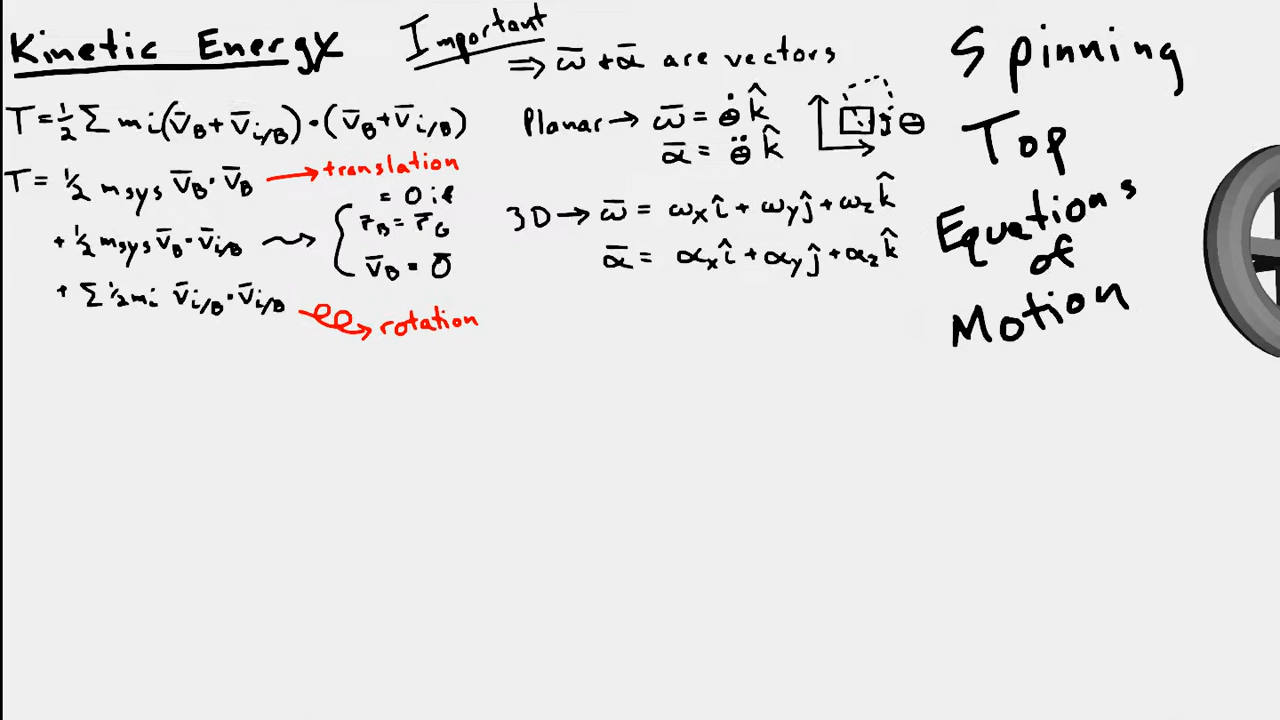 Kinetic Energy
T = ½ Σ mi(v̄B + v̄i/B) • (v̄B + v̄i/B)
T = ½ msys v̄B • v̄B → translation
+ ½ msys v̄B • v̄i/B ⇝ { = 0 if
r̄B = r̄G
v̄B = 0̄
+ Σ ½ mi v̄i/B • v̄i/B → rotation
Important
⇒ ω̄ + ᾱ are vectors
Planar → ω̄ = θ̇ k̂
ᾱ = θ̈ k̂
θ
3D → ω̄ = ωx î + ωy ĵ + ωz k̂
ᾱ = αx î + αy ĵ + αz k̂
Spinning
Top
Equations
of
Motion